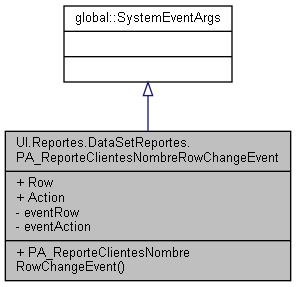 global::SystemEventArgs
UI.Reportes.DataSetReportes.
PA_ReporteClientesNombreRowChangeEvent
+ Row
+ Action
- eventRow
- eventAction
+ PA_ReporteClientesNombre
RowChangeEvent()